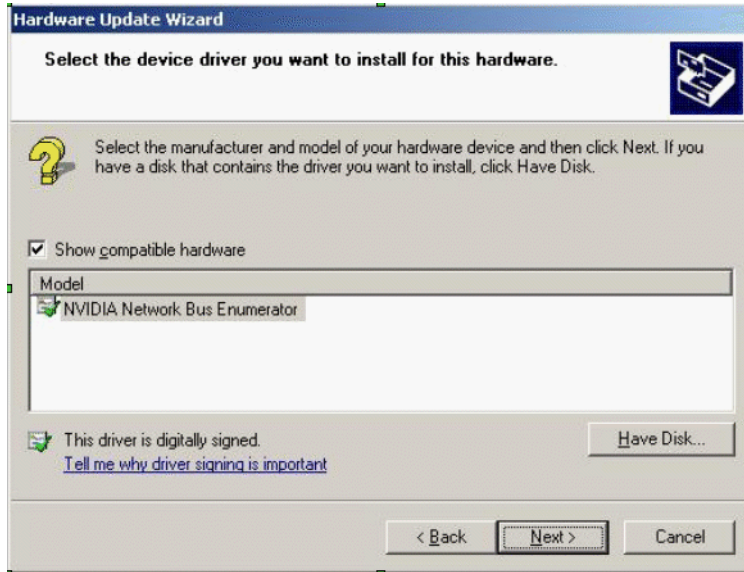 Hardware Update Wizard
Select the device driver you want to install for this hardware.
Select the manufacturer and model of your hardware device and then click Next. If you
have a disk that contains the driver you want to install, click Have Disk.
Show compatible hardware
Model
NVIDIA Network Bus Enumerator
This driver is digitally signed.
Have Disk...
Tell me why driver signing is important
< Back
Next >
Cancel